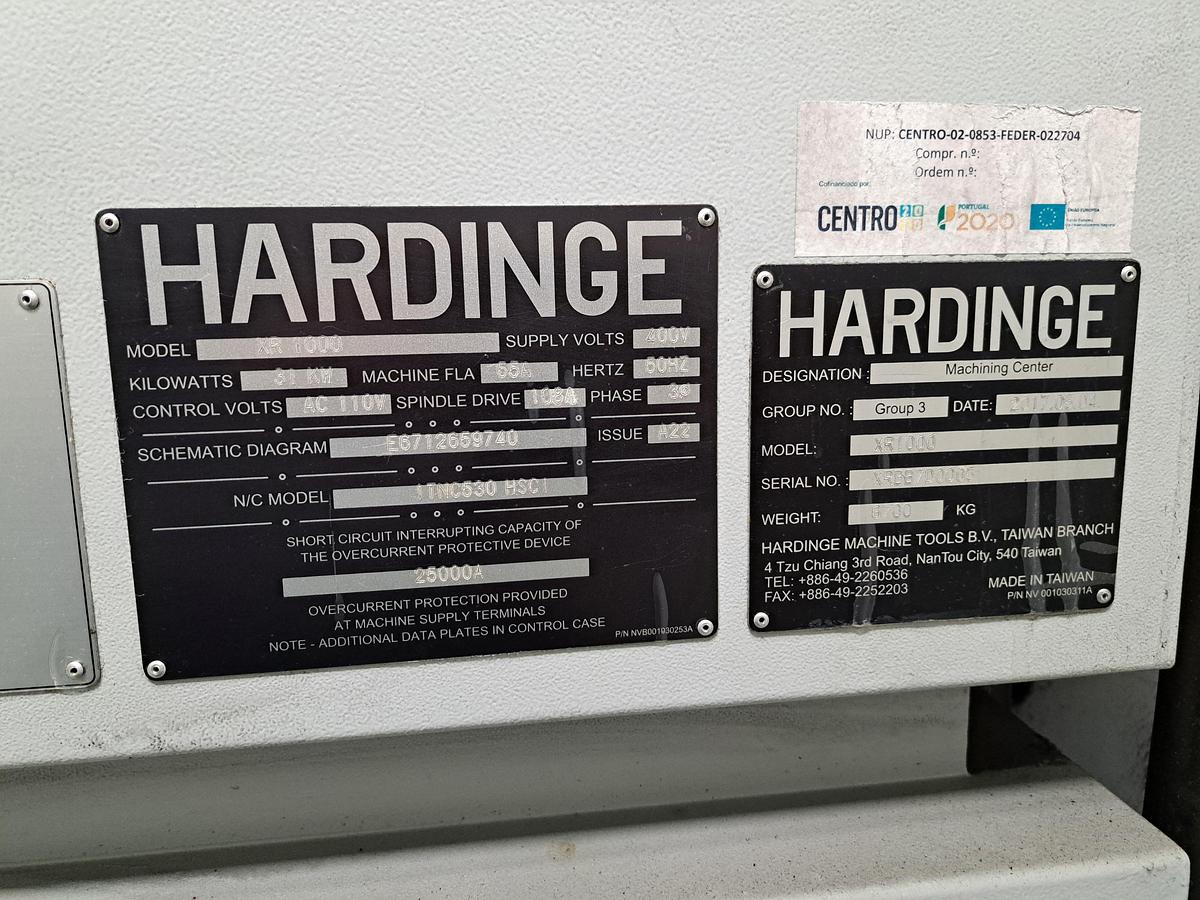 NUP: CENTRO-02-0853-FEDER-022704
Compr. n.º:
Ordem n.º:
Cofinanciado por:
CENTRO 20
PORTUGAL
2020
UNIÃO EUROPEIA
HARDINGE
MODEL XR 1000 SUPPLY VOLTS 400V
KILOWATTS 31 KW MACHINE FLA 55A HERTZ 50HZ
CONTROL VOLTS AC 110V SPINDLE DRIVE 108A PHASE
SCHEMATIC DIAGRAM E6712659740 ISSUE A22
N/C MODEL iTNC530 HSCI
SHORT CIRCUIT INTERRUPTING CAPACITY OF
THE OVERCURRENT PROTECTIVE DEVICE
25000A
OVERCURRENT PROTECTION PROVIDED
AT MACHINE SUPPLY TERMINALS
NOTE - ADDITIONAL DATA PLATES IN CONTROL CASE
P/N NVB001930253A
HARDINGE
DESIGNATION : Machining Center
GROUP NO. : Group 3 DATE:
MODEL: XR1000
SERIAL NO. :
WEIGHT: KG
HARDINGE MACHINE TOOLS B.V., TAIWAN BRANCH
4 Tzu Chiang 3rd Road, NanTou City, 540 Taiwan
TEL: +886-49-2260536
FAX: +886-49-2252203
MADE IN TAIWAN
P/N NV 001030311A